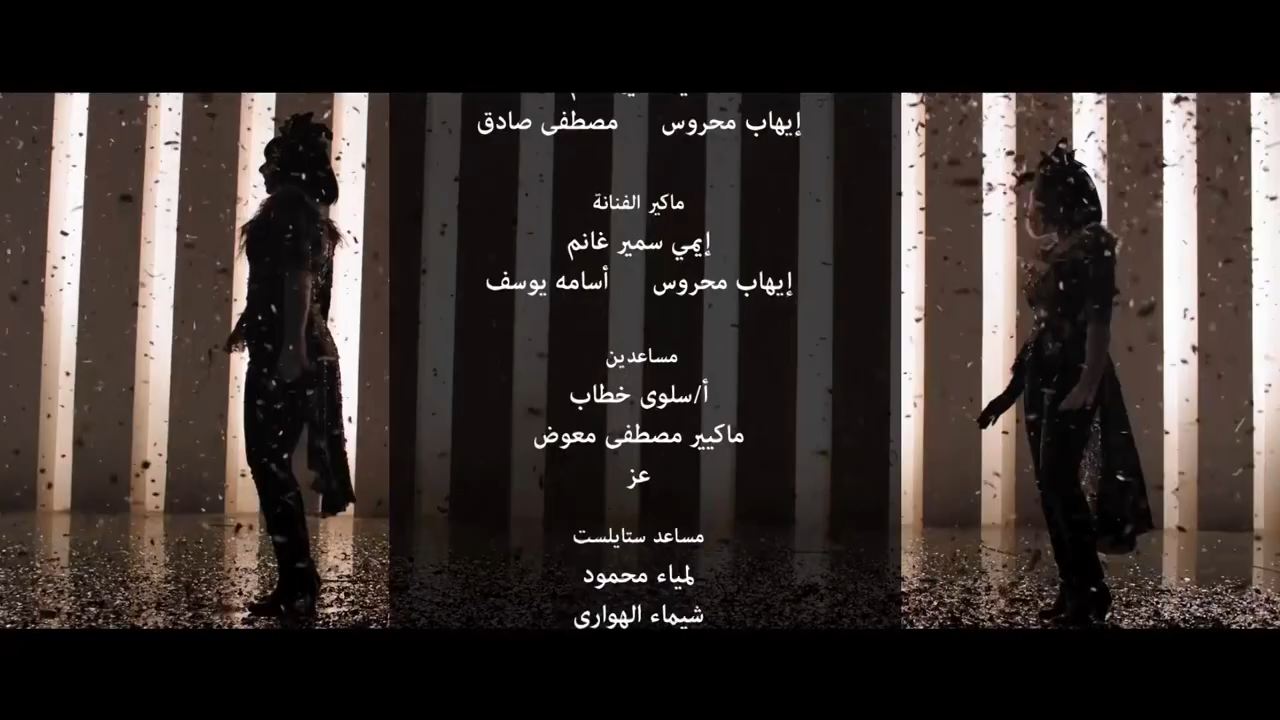 إيهاب محروس مصطفى صادق
ماكير الفنانة
إيمي سمير غانم
إيهاب محروس أسامه يوسف
مساعدين
أ/سلوى خطاب
ماكيير مصطفى معوض
عز
مساعد ستايلست
لمياء محمود
شيماء الهوارى